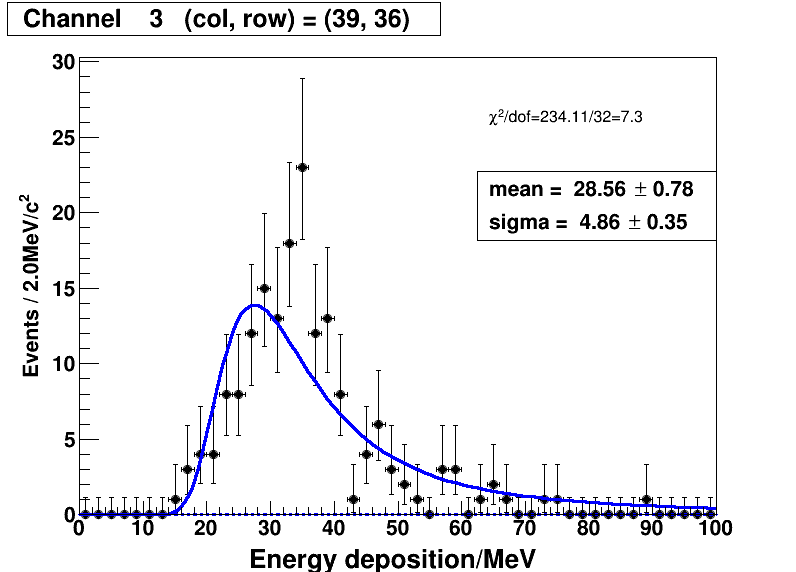 Channel 3 (col, row) = (39, 36)
30
25
20
15
10
5
0
Events / 2.0MeV/c²
χ²/dof=234.11/32=7.3
mean = 28.56 ± 0.78
sigma = 4.86 ± 0.35
0 10 20 30 40 50 60 70 80 90 100
Energy deposition/MeV